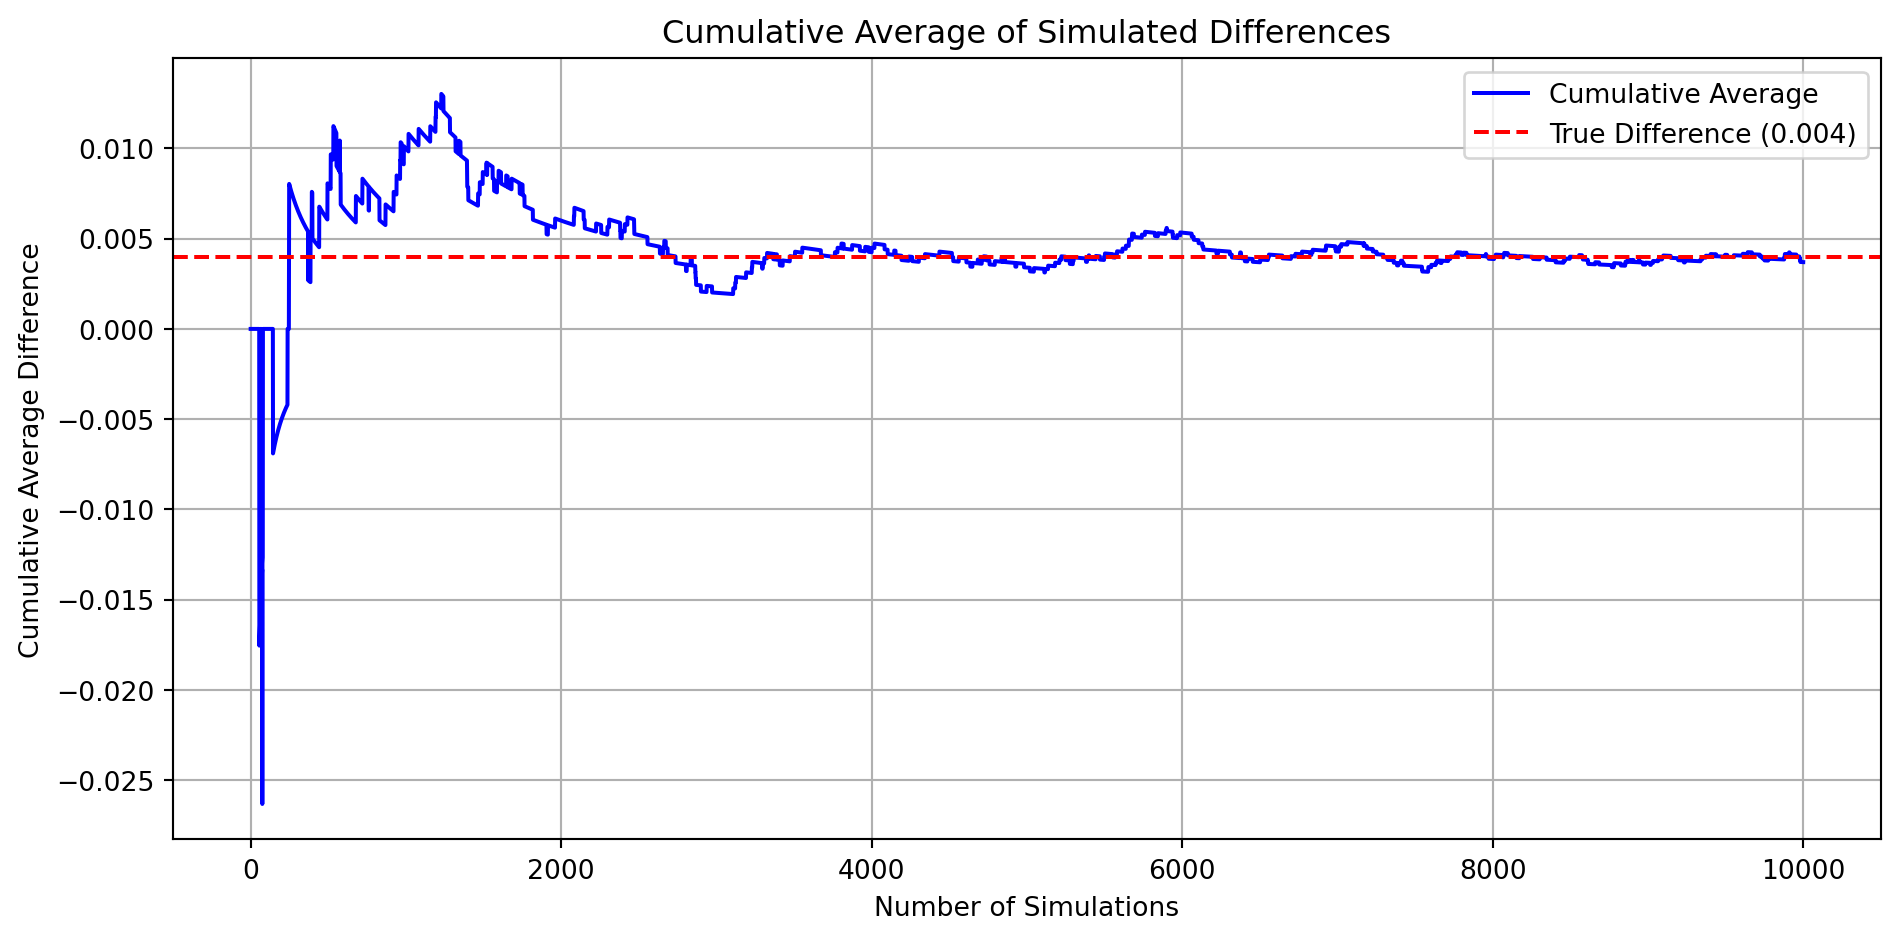 Cumulative Average of Simulated Differences
Cumulative Average
True Difference (0.004)
Cumulative Average Difference
0.010
0.005
0.000
−0.005
−0.010
−0.015
−0.020
−0.025
0
2000
4000
6000
8000
10000
Number of Simulations